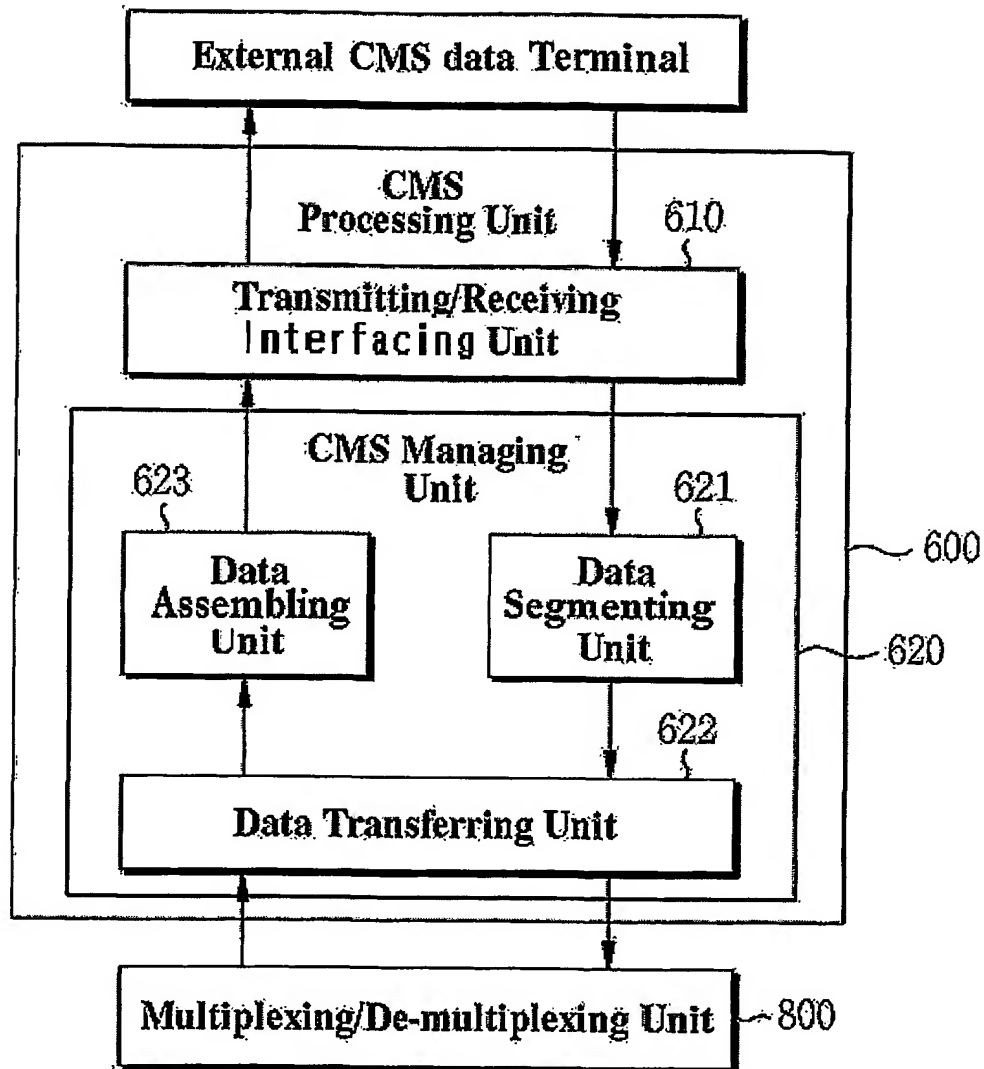 External CMS data Terminal
CMS
Processing Unit
610
Transmitting/Receiving
Interfacing Unit
CMS Managing
Unit
623
621
Data
Assembling
Unit
Data
Segmenting
Unit
600
620
622
Data Transferring Unit
Multiplexing/De-multiplexing Unit
800